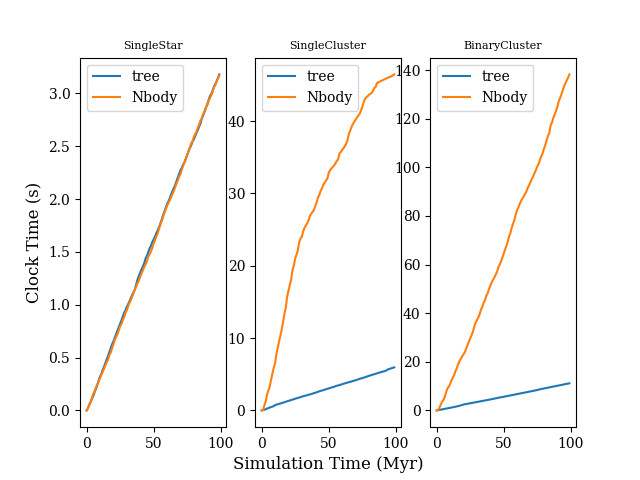 SingleStar
tree
Nbody
3.0
2.5
2.0
1.5
1.0
0.5
0.0
0
50
100
Clock Time (s)
SingleCluster
tree
Nbody
40
30
20
10
0
0
50
100
BinaryCluster
tree
Nbody
140
120
100
80
60
40
20
0
0
50
100
Simulation Time (Myr)